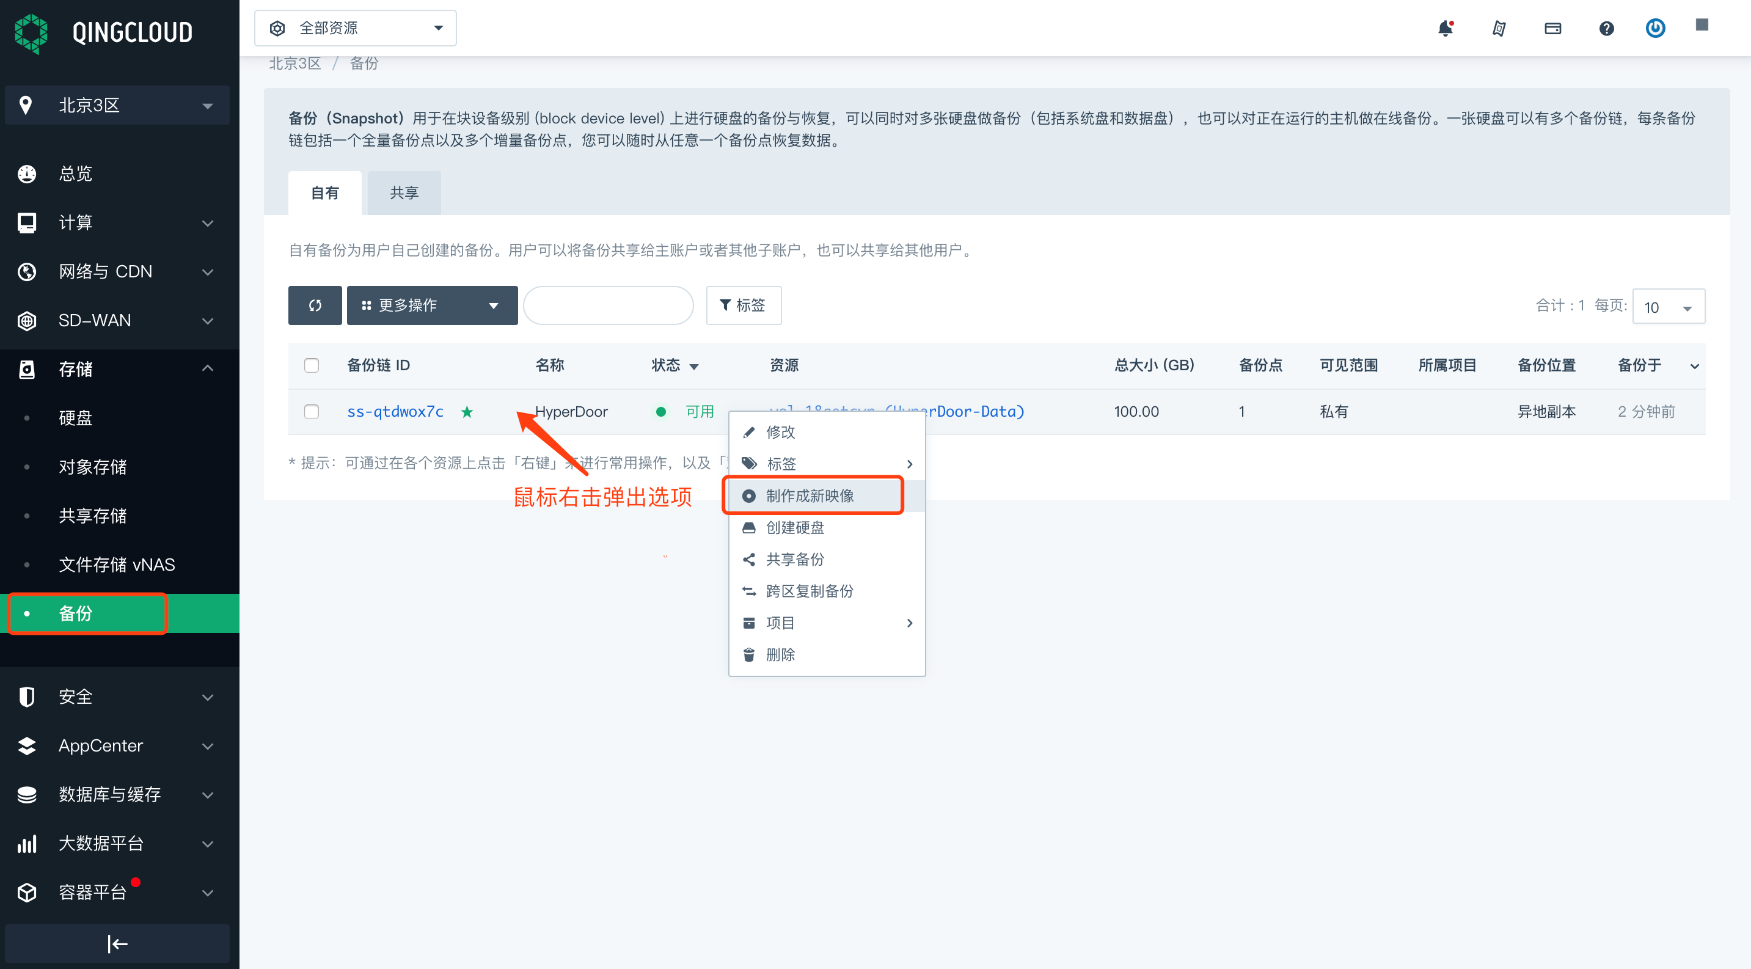 QINGCLOUD
全部资源
北京3区 / 备份
北京3区
总览
计算
网络与 CDN
SD-WAN
存储
硬盘
对象存储
共享存储
文件存储 vNAS
备份
安全
AppCenter
数据库与缓存
大数据平台
容器平台
备份（Snapshot）用于在块设备级别 (block device level) 上进行硬盘的备份与恢复，可以同时对多张硬盘做备份（包括系统盘和数据盘），也可以对正在运行的主机做在线备份。一张硬盘可以有多个备份链，每条备份
链包括一个全量备份点以及多个增量备份点，您可以随时从任意一个备份点恢复数据。
自有 共享
自有备份为用户自己创建的备份。用户可以将备份共享给主账户或者其他子账户，也可以共享给其他用户。
更多操作 标签 合计 : 1 每页: 10
备份链 ID 名称 状态 资源 总大小 (GB) 备份点 可见范围 所属项目 备份位置 备份于
ss-qtdwox7c HyperDoor 可用 (HyperDoor-Data) 100.00 1 私有 异地副本 2 分钟前
* 提示：可通过在各个资源上点击「右键」来进行常用操作，以及「
鼠标右击弹出选项
修改
标签
制作成新映像
创建硬盘
共享备份
跨区复制备份
项目
删除